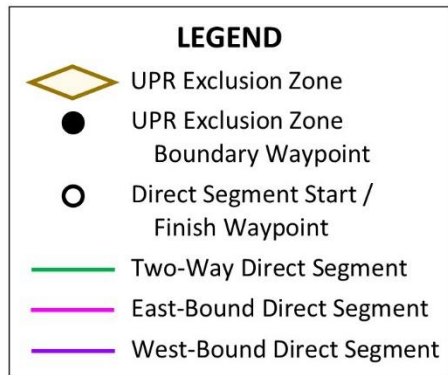 LEGEND
UPR Exclusion Zone
UPR Exclusion Zone
Boundary Waypoint
Direct Segment Start /
Finish Waypoint
Two-Way Direct Segment
East-Bound Direct Segment
West-Bound Direct Segment